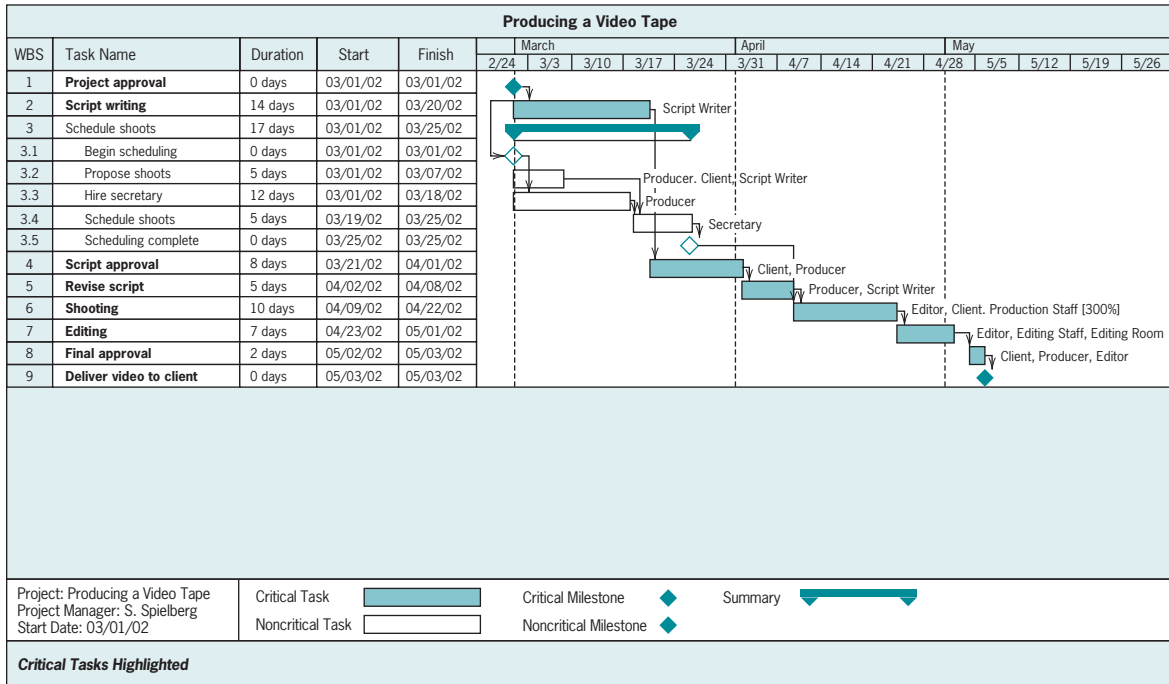 Producing a Video Tape
WBS Task Name Duration Start Finish March April May
2/24 3/3 3/10 3/17 3/24 3/31 4/7 4/14 4/21 4/28 5/5 5/12 5/19 5/26
1 Project approval 0 days 03/01/02 03/01/02
2 Script writing 14 days 03/01/02 03/20/02 Script Writer
3 Schedule shoots 17 days 03/01/02 03/25/02
3.1 Begin scheduling 0 days 03/01/02 03/01/02
3.2 Propose shoots 5 days 03/01/02 03/07/02 Producer. Client, Script Writer
3.3 Hire secretary 12 days 03/01/02 03/18/02 Producer
3.4 Schedule shoots 5 days 03/19/02 03/25/02 Secretary
3.5 Scheduling complete 0 days 03/25/02 03/25/02
4 Script approval 8 days 03/21/02 04/01/02 Client, Producer
5 Revise script 5 days 04/02/02 04/08/02 Producer, Script Writer
6 Shooting 10 days 04/09/02 04/22/02 Editor, Client. Production Staff [300%]
7 Editing 7 days 04/23/02 05/01/02 Editor, Editing Staff, Editing Room
8 Final approval 2 days 05/02/02 05/03/02 Client, Producer, Editor
9 Deliver video to client 0 days 05/03/02 05/03/02
Project: Producing a Video Tape
Project Manager: S. Spielberg
Start Date: 03/01/02
Critical Task Critical Milestone Summary
Noncritical Task Noncritical Milestone
Critical Tasks Highlighted